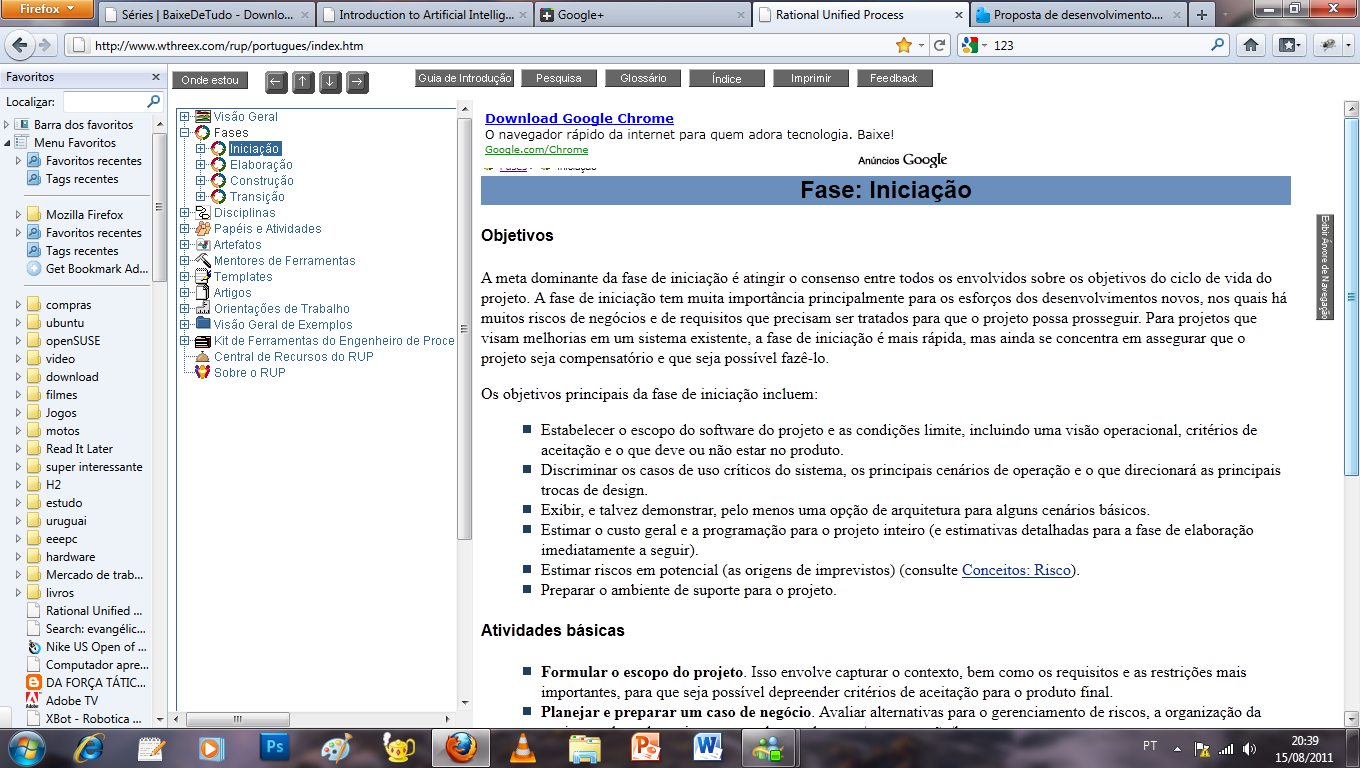 Firefox
Séries | BaixeDeTudo - Downlo...
Introduction to Artificial Intellig...
Google+
Rational Unified Process
Proposta de desenvolvimento....
http://www.wthreex.com/rup/portugues/index.htm
123
Favoritos
Localizar:
Barra dos favoritos
Menu Favoritos
Favoritos recentes
Tags recentes
Mozilla Firefox
Favoritos recentes
Tags recentes
Get Bookmark Ad...
compras
ubuntu
openSUSE
video
download
filmes
Jogos
motos
Read It Later
super interessante
H2
estudo
uruguai
eeepc
hardware
Mercado de trab...
livros
Rational Unified ...
Search: evangélic...
Nike US Open of ...
Computador apre...
DA FORÇA TÁTIC...
Adobe TV
XBot - Robotica ...
Onde estou
Guia de Introdução
Pesquisa
Glossário
Índice
Imprimir
Feedback
Visão Geral
Fases
Iniciação
Elaboração
Construção
Transição
Disciplinas
Papéis e Atividades
Artefatos
Mentores de Ferramentas
Templates
Artigos
Orientações de Trabalho
Visão Geral de Exemplos
Kit de Ferramentas do Engenheiro de Proce
Central de Recursos do RUP
Sobre o RUP
Download Google Chrome
O navegador rápido da internet para quem adora tecnologia. Baixe!
Google.com/Chrome
Anúncios Google
Fase: Iniciação
Exibir Árvore de Navegação
Objetivos
A meta dominante da fase de iniciação é atingir o consenso entre todos os envolvidos sobre os objetivos do ciclo de vida do
projeto. A fase de iniciação tem muita importância principalmente para os esforços dos desenvolvimentos novos, nos quais há
muitos riscos de negócios e de requisitos que precisam ser tratados para que o projeto possa prosseguir. Para projetos que
visam melhorias em um sistema existente, a fase de iniciação é mais rápida, mas ainda se concentra em assegurar que o
projeto seja compensatório e que seja possível fazê-lo.
Os objetivos principais da fase de iniciação incluem:
Estabelecer o escopo do software do projeto e as condições limite, incluindo uma visão operacional, critérios de
aceitação e o que deve ou não estar no produto.
Discriminar os casos de uso críticos do sistema, os principais cenários de operação e o que direcionará as principais
trocas de design.
Exibir, e talvez demonstrar, pelo menos uma opção de arquitetura para alguns cenários básicos.
Estimar o custo geral e a programação para o projeto inteiro (e estimativas detalhadas para a fase de elaboração
imediatamente a seguir).
Estimar riscos em potencial (as origens de imprevistos) (consulte Conceitos: Risco).
Preparar o ambiente de suporte para o projeto.
Atividades básicas
Formular o escopo do projeto. Isso envolve capturar o contexto, bem como os requisitos e as restrições mais
importantes, para que seja possível depreender critérios de aceitação para o produto final.
Planejar e preparar um caso de negócio. Avaliar alternativas para o gerenciamento de riscos, a organização da
PT
20:39
15/08/2011